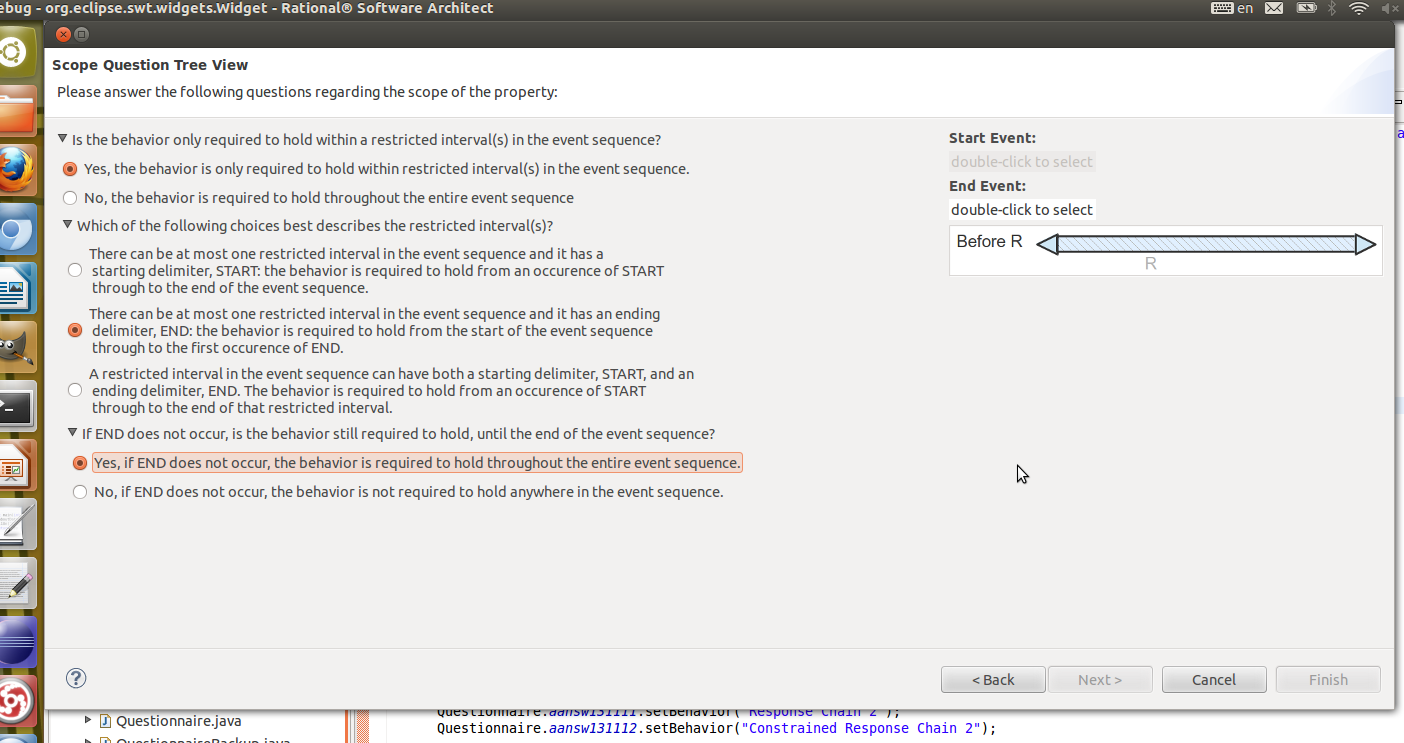 ebug - org.eclipse.swt.widgets.Widget - Rational® Software Architect
en
Scope Question Tree View
Please answer the following questions regarding the scope of the property:
Is the behavior only required to hold within a restricted interval(s) in the event sequence?
Yes, the behavior is only required to hold within restricted interval(s) in the event sequence.
No, the behavior is required to hold throughout the entire event sequence
Which of the following choices best describes the restricted interval(s)?
There can be at most one restricted interval in the event sequence and it has a
starting delimiter, START: the behavior is required to hold from an occurence of START
through to the end of the event sequence.
There can be at most one restricted interval in the event sequence and it has an ending
delimiter, END: the behavior is required to hold from the start of the event sequence
through to the first occurence of END.
A restricted interval in the event sequence can have both a starting delimiter, START, and an
ending delimiter, END. The behavior is required to hold from an occurence of START
through to the end of that restricted interval.
If END does not occur, is the behavior still required to hold, until the end of the event sequence?
Yes, if END does not occur, the behavior is required to hold throughout the entire event sequence.
No, if END does not occur, the behavior is not required to hold anywhere in the event sequence.
Start Event:
double-click to select
End Event:
double-click to select
Before R
R
?
< Back
Next >
Cancel
Finish
Questionnaire.java
QuestionnaireBackup.java
Questionnaire.aansw131111.setBehavior("Response Chain 2");
Questionnaire.aansw131112.setBehavior("Constrained Response Chain 2");